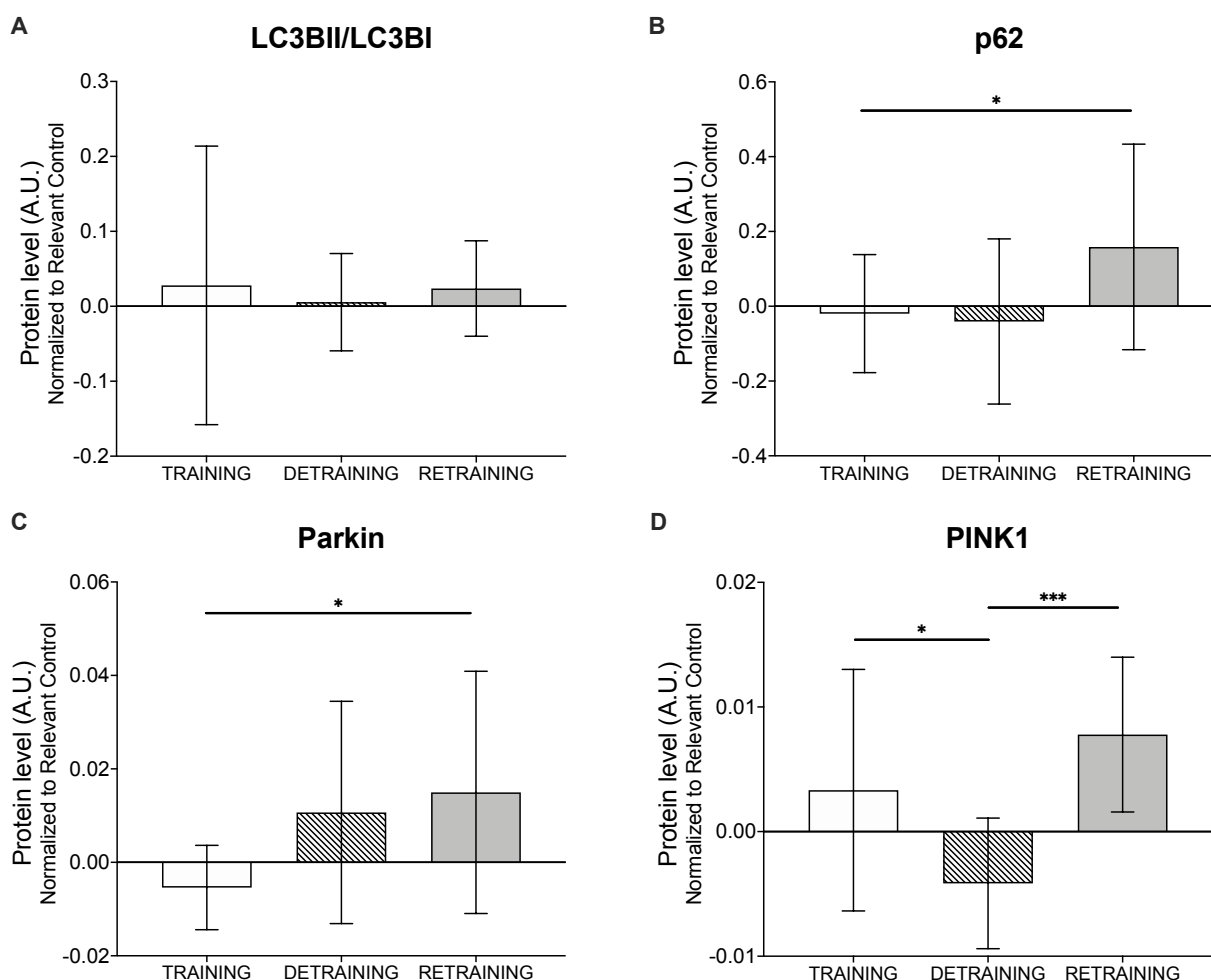 A
LC3BII/LC3BI
Protein level (A.U.)
Normalized to Relevant Control
0.3
0.2
0.1
0.0
-0.1
-0.2
TRAINING DETRAINING RETRAINING
B
p62
Protein level (A.U.)
Normalized to Relevant Control
0.6
0.4
0.2
0.0
-0.2
-0.4
*
TRAINING DETRAINING RETRAINING
C
Parkin
Protein level (A.U.)
Normalized to Relevant Control
0.06
0.04
0.02
0.00
-0.02
*
TRAINING DETRAINING RETRAINING
D
PINK1
Protein level (A.U.)
Normalized to Relevant Control
0.02
0.01
0.00
-0.01
***
*
TRAINING DETRAINING RETRAINING